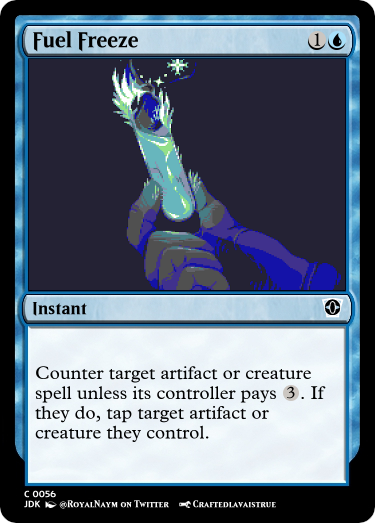 Fuel Freeze 1
Instant
Counter target artifact or creature
spell unless its controller pays 3. If
they do, tap target artifact or
creature they control.
C 0056
JDK @RoyalNaym on Twitter Craftedlavaistrue